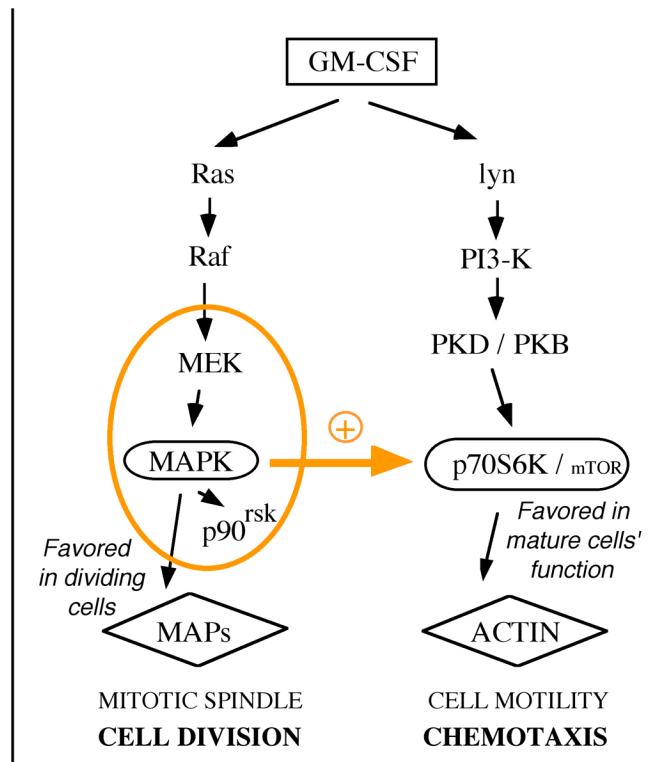 GM-CSF
Ras
lyn
Raf
PI3-K
MEK
PKD / PKB
+
MAPK
p70S6K / mTOR
p90rsk
Favored
in dividing
cells
Favored in
mature cells'
function
MAPs
ACTIN
MITOTIC SPINDLE
CELL MOTILITY
CELL DIVISION
CHEMOTAXIS